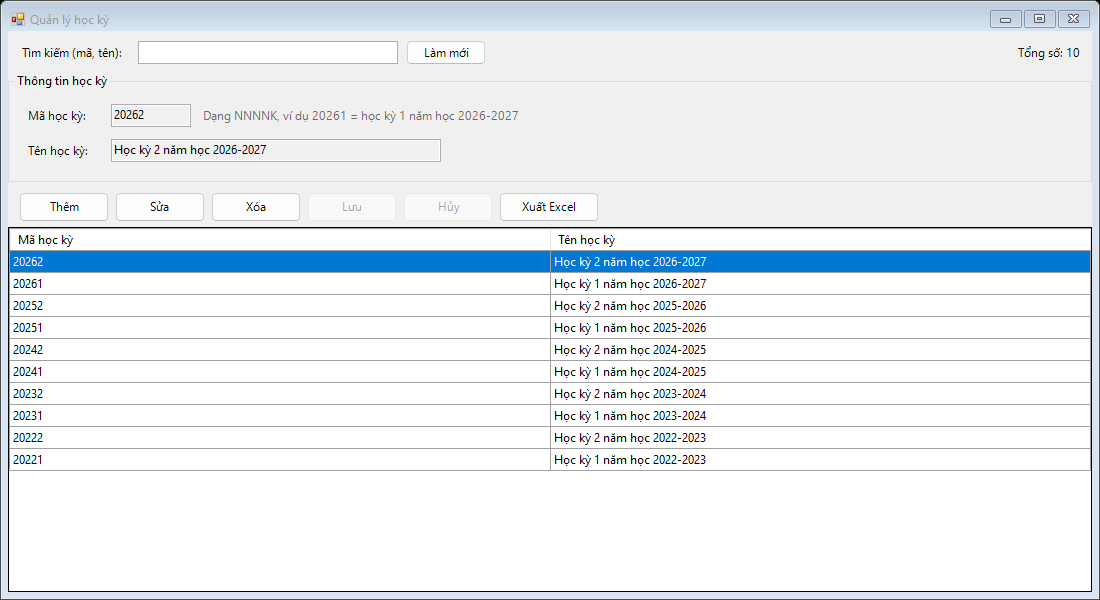 Quản lý học kỳ
Tìm kiếm (mã, tên): Làm mới Tổng số: 10
Thông tin học kỳ
Mã học kỳ: 20262 Dạng NNNNK, ví dụ 20261 = học kỳ 1 năm học 2026-2027
Tên học kỳ: Học kỳ 2 năm học 2026-2027
Thêm Sửa Xóa Lưu Hủy Xuất Excel
Mã học kỳ Tên học kỳ
20262 Học kỳ 2 năm học 2026-2027
20261 Học kỳ 1 năm học 2026-2027
20252 Học kỳ 2 năm học 2025-2026
20251 Học kỳ 1 năm học 2025-2026
20242 Học kỳ 2 năm học 2024-2025
20241 Học kỳ 1 năm học 2024-2025
20232 Học kỳ 2 năm học 2023-2024
20231 Học kỳ 1 năm học 2023-2024
20222 Học kỳ 2 năm học 2022-2023
20221 Học kỳ 1 năm học 2022-2023